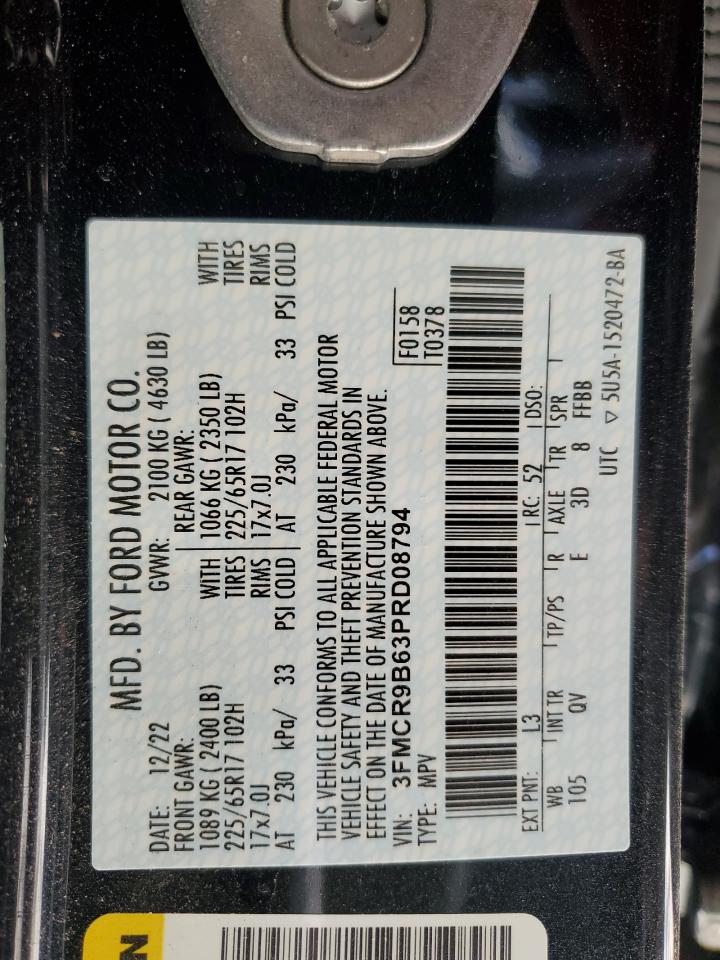 MFD. BY FORD MOTOR CO.
DATE: 12/22 GVWR: 2100 KG ( 4630 LB)
FRONT GAWR: REAR GAWR:
1089 KG ( 2400 LB) WITH 1066 KG ( 2350 LB) WITH
225/65R17 102H TIRES 225/65R17 102H TIRES
17x7.0J RIMS 17x7.0J RIMS
AT 230 kPa/ 33 PSI COLD AT 230 kPa/ 33 PSI COLD
THIS VEHICLE CONFORMS TO ALL APPLICABLE FEDERAL MOTOR
VEHICLE SAFETY AND THEFT PREVENTION STANDARDS IN
EFFECT ON THE DATE OF MANUFACTURE SHOWN ABOVE.
VIN: 3FMCR9B63PRD08794 F0158
TYPE: MPV T0378
EXT PNT: L3 RC: 52 DSO:
WB INT TR TP/PS R AXLE TR SPR
105 QV E 3D 8 FFBB
UTC ▽ 5U5A-1520472-BA